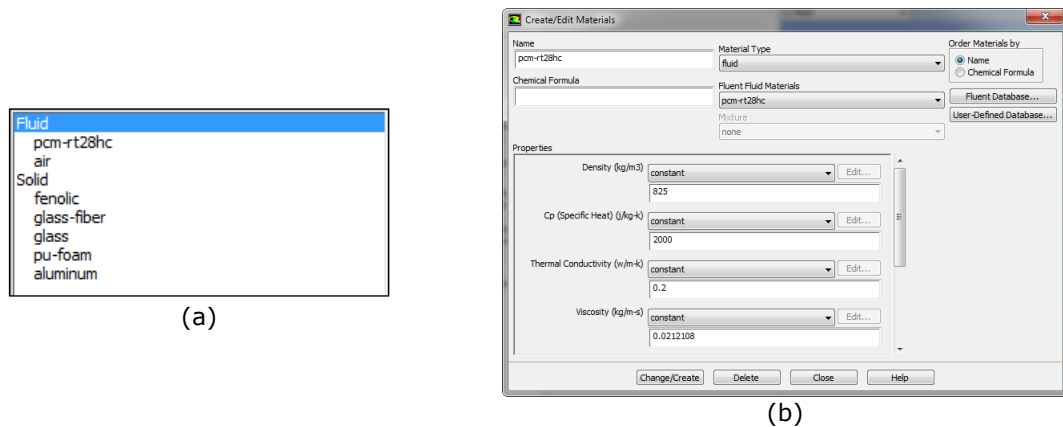 Fluid
pcm-rt28hc
air
Solid
fenolic
glass-fiber
glass
pu-foam
aluminum
(a)
Create/Edit Materials
Name
pcm-rt28hc
Chemical Formula
Material Type
fluid
Fluent Fluid Materials
pcm-rt28hc
Mixture
none
Order Materials by
Name
Chemical Formula
Fluent Database...
User-Defined Database...
Properties
Density (kg/m3) constant Edit...
825
Cp (Specific Heat) (j/kg-k) constant Edit...
2000
Thermal Conductivity (w/m-k) constant Edit...
0.2
Viscosity (kg/m-s) constant Edit...
0.0212108
Change/Create Delete Close Help
(b)